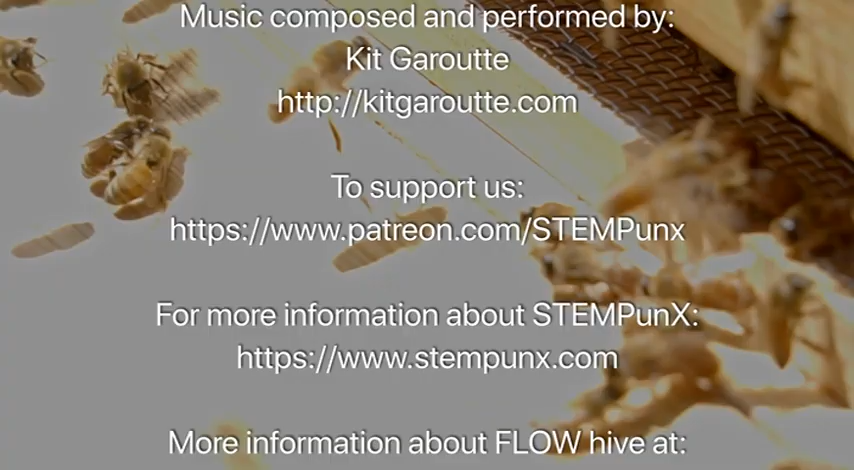 Music composed and performed by:
Kit Garoutte
http://kitgaroutte.com
To support us:
https://www.patreon.com/STEMPunx
For more information about STEMPunX:
https://www.stempunx.com
More information about FLOW hive at: